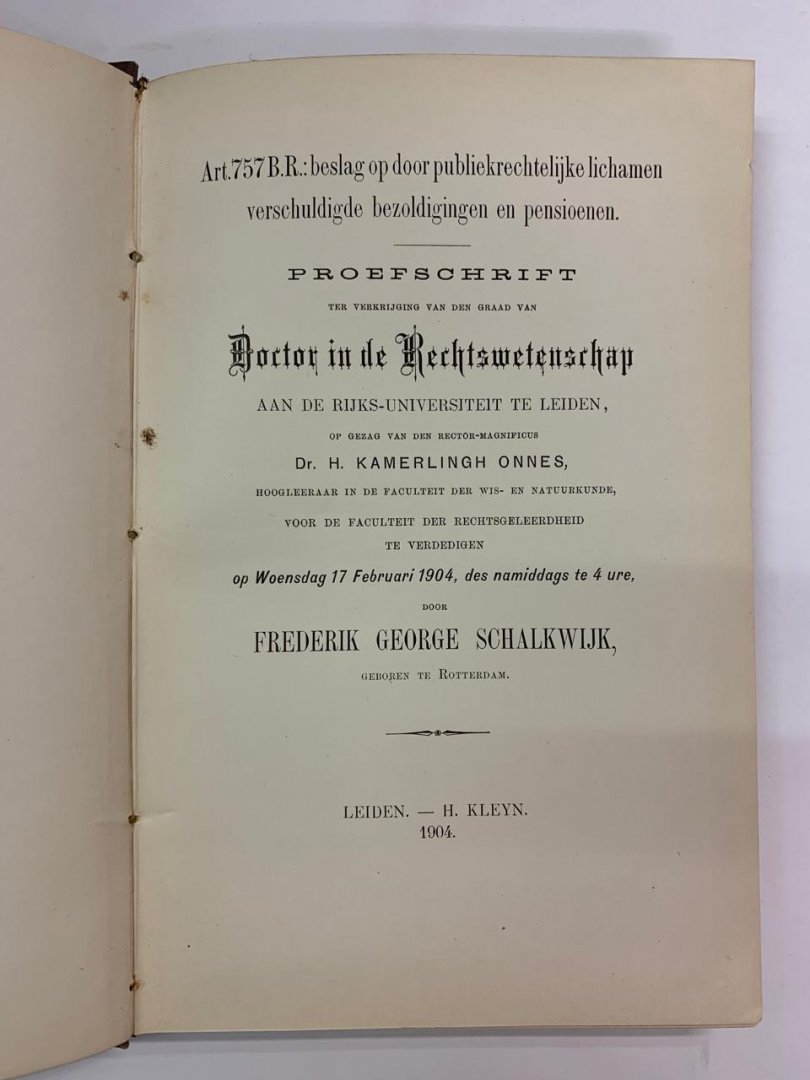 Art. 757 B.R.: beslag op door publiekrechtelijke lichamen
verschuldigde bezoldigingen en pensioenen.
PROEFSCHRIFT
TER VERKRIJGING VAN DEN GRAAD VAN
Doctor in de Rechtswetenschap
AAN DE RIJKS-UNIVERSITEIT TE LEIDEN,
OP GEZAG VAN DEN RECTOR-MAGNIFICUS
Dr. H. KAMERLINGH ONNES,
HOOGLEERAAR IN DE FACULTEIT DER WIS- EN NATUURKUNDE,
VOOR DE FACULTEIT DER RECHTSGELEERDHEID
TE VERDEDIGEN
op Woensdag 17 Februari 1904, des namiddags te 4 ure,
DOOR
FREDERIK GEORGE SCHALKWIJK,
GEBOREN TE ROTTERDAM.
LEIDEN. — H. KLEYN.
1904.